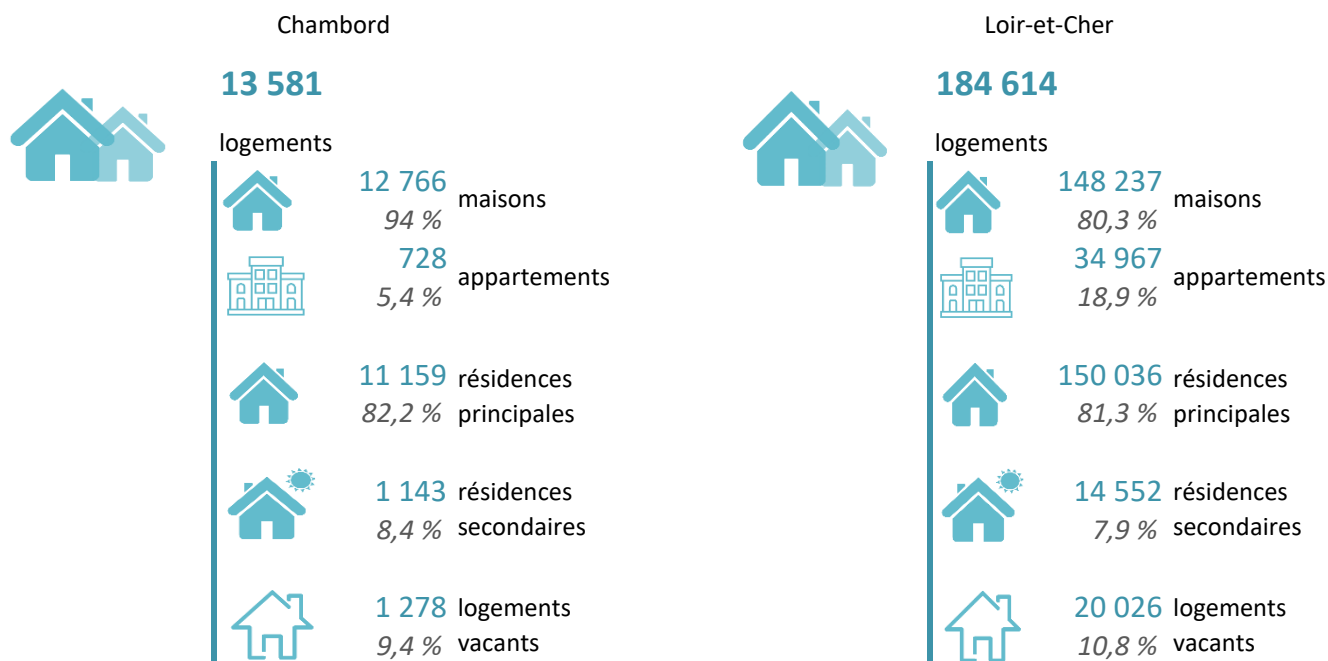 Chambord
13 581
logements
12 766
maisons
94 %
728
appartements
5,4 %
11 159 résidences
82,2 % principales
1 143 résidences
8,4 % secondaires
1 278 logements
9,4 % vacants
Loir-et-Cher
184 614
logements
148 237
maisons
80,3 %
34 967
appartements
18,9 %
150 036 résidences
81,3 % principales
14 552 résidences
7,9 % secondaires
20 026 logements
10,8 % vacants